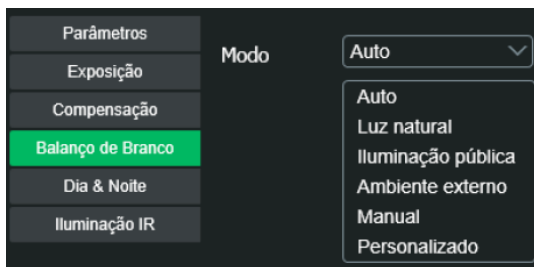 Parâmetros
Exposição
Compensação
Balanço de Branco
Dia & Noite
Iluminação IR
Modo
Auto
Auto
Luz natural
Iluminação pública
Ambiente externo
Manual
Personalizado